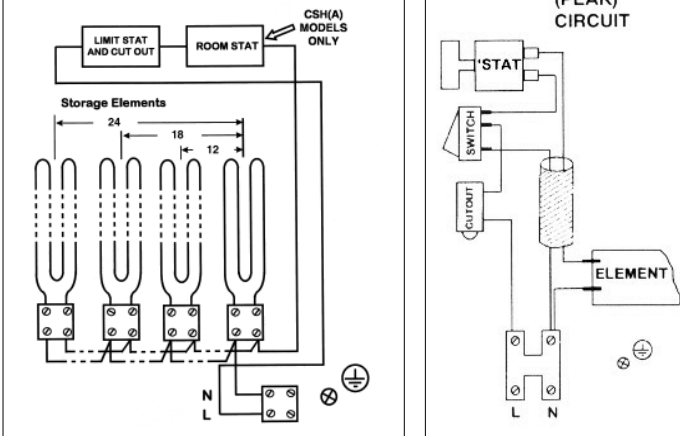 CSH(A)
MODELS
ONLY
LIMIT STAT
AND CUT OUT
ROOM STAT
Storage Elements
24
18
12
N
L
(PEAK)
CIRCUIT
'STAT
SWITCH
CUTOUT
ELEMENT
L N